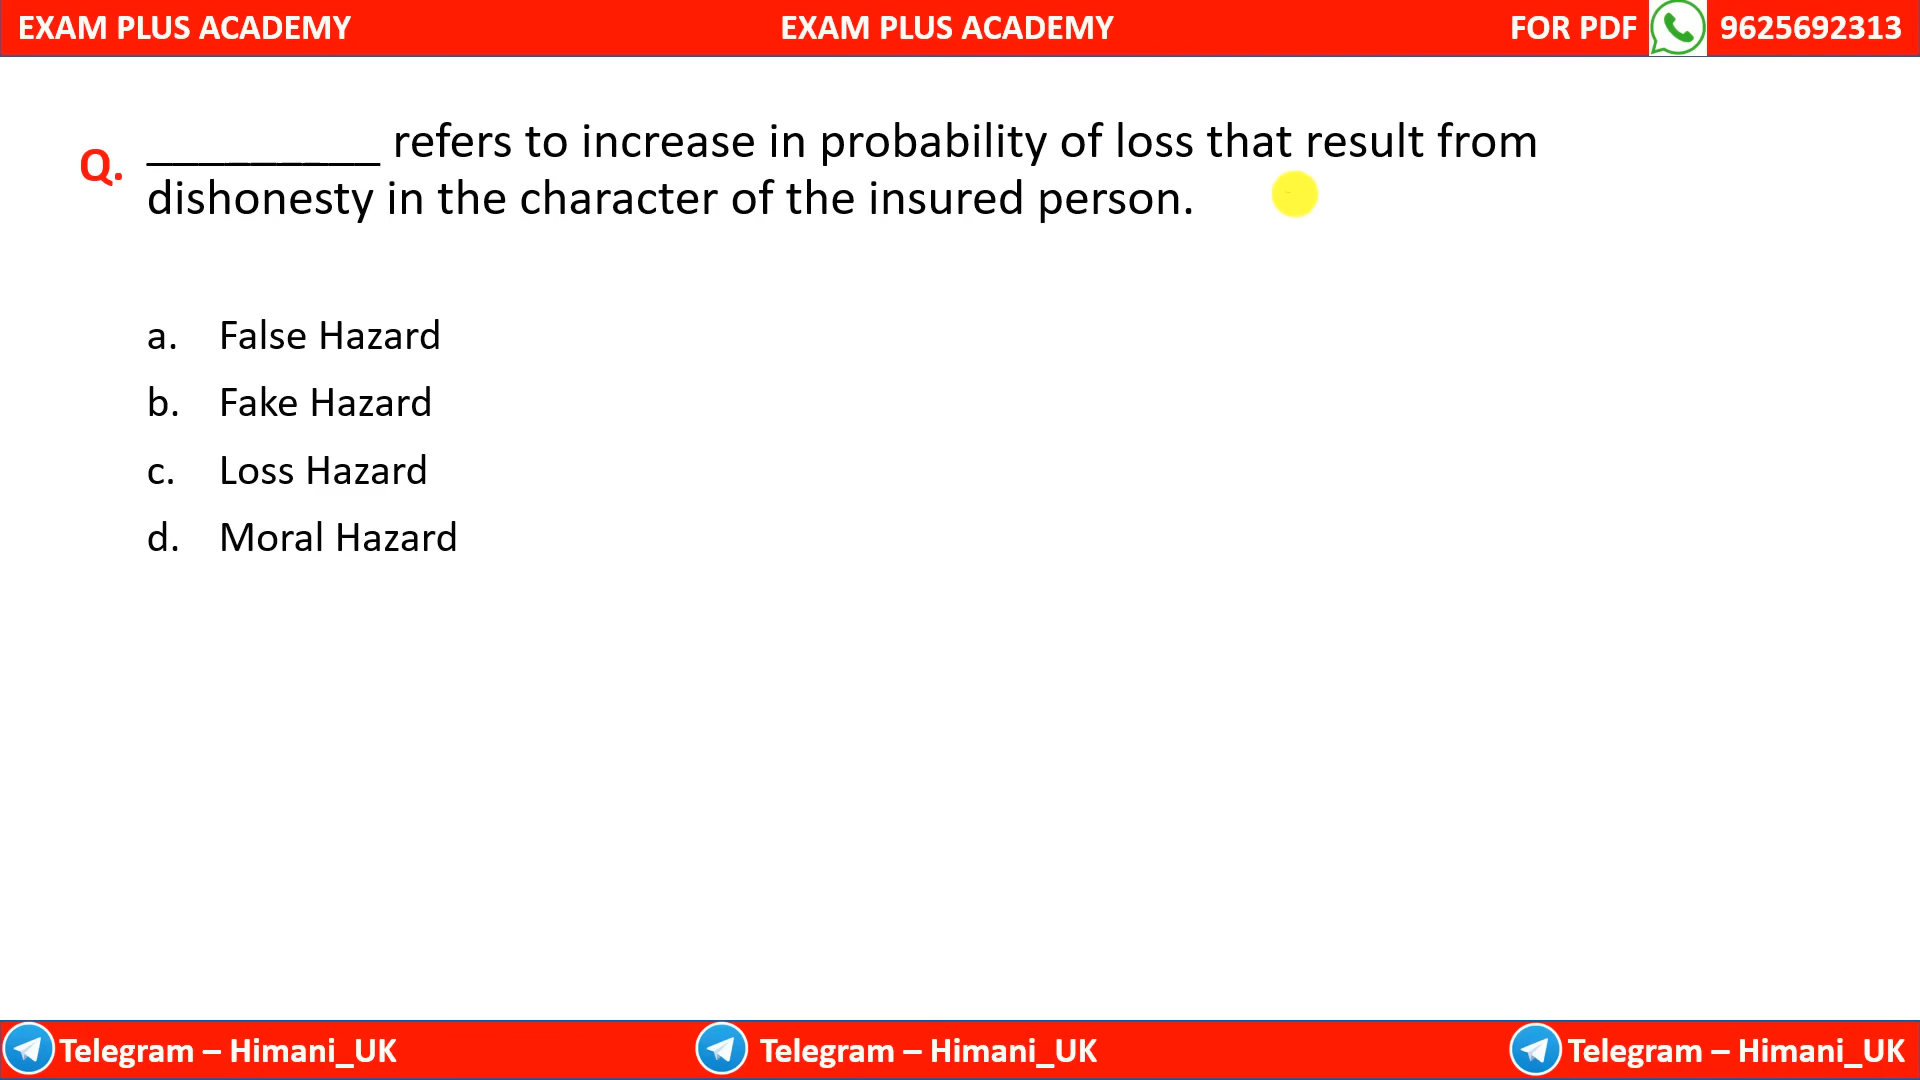 EXAM PLUS ACADEMY EXAM PLUS ACADEMY FOR PDF 9625692313
Q. _________ refers to increase in probability of loss that result from
dishonesty in the character of the insured person.
a. False Hazard
b. Fake Hazard
c. Loss Hazard
d. Moral Hazard
Telegram – Himani_UK Telegram – Himani_UK Telegram – Himani_UK